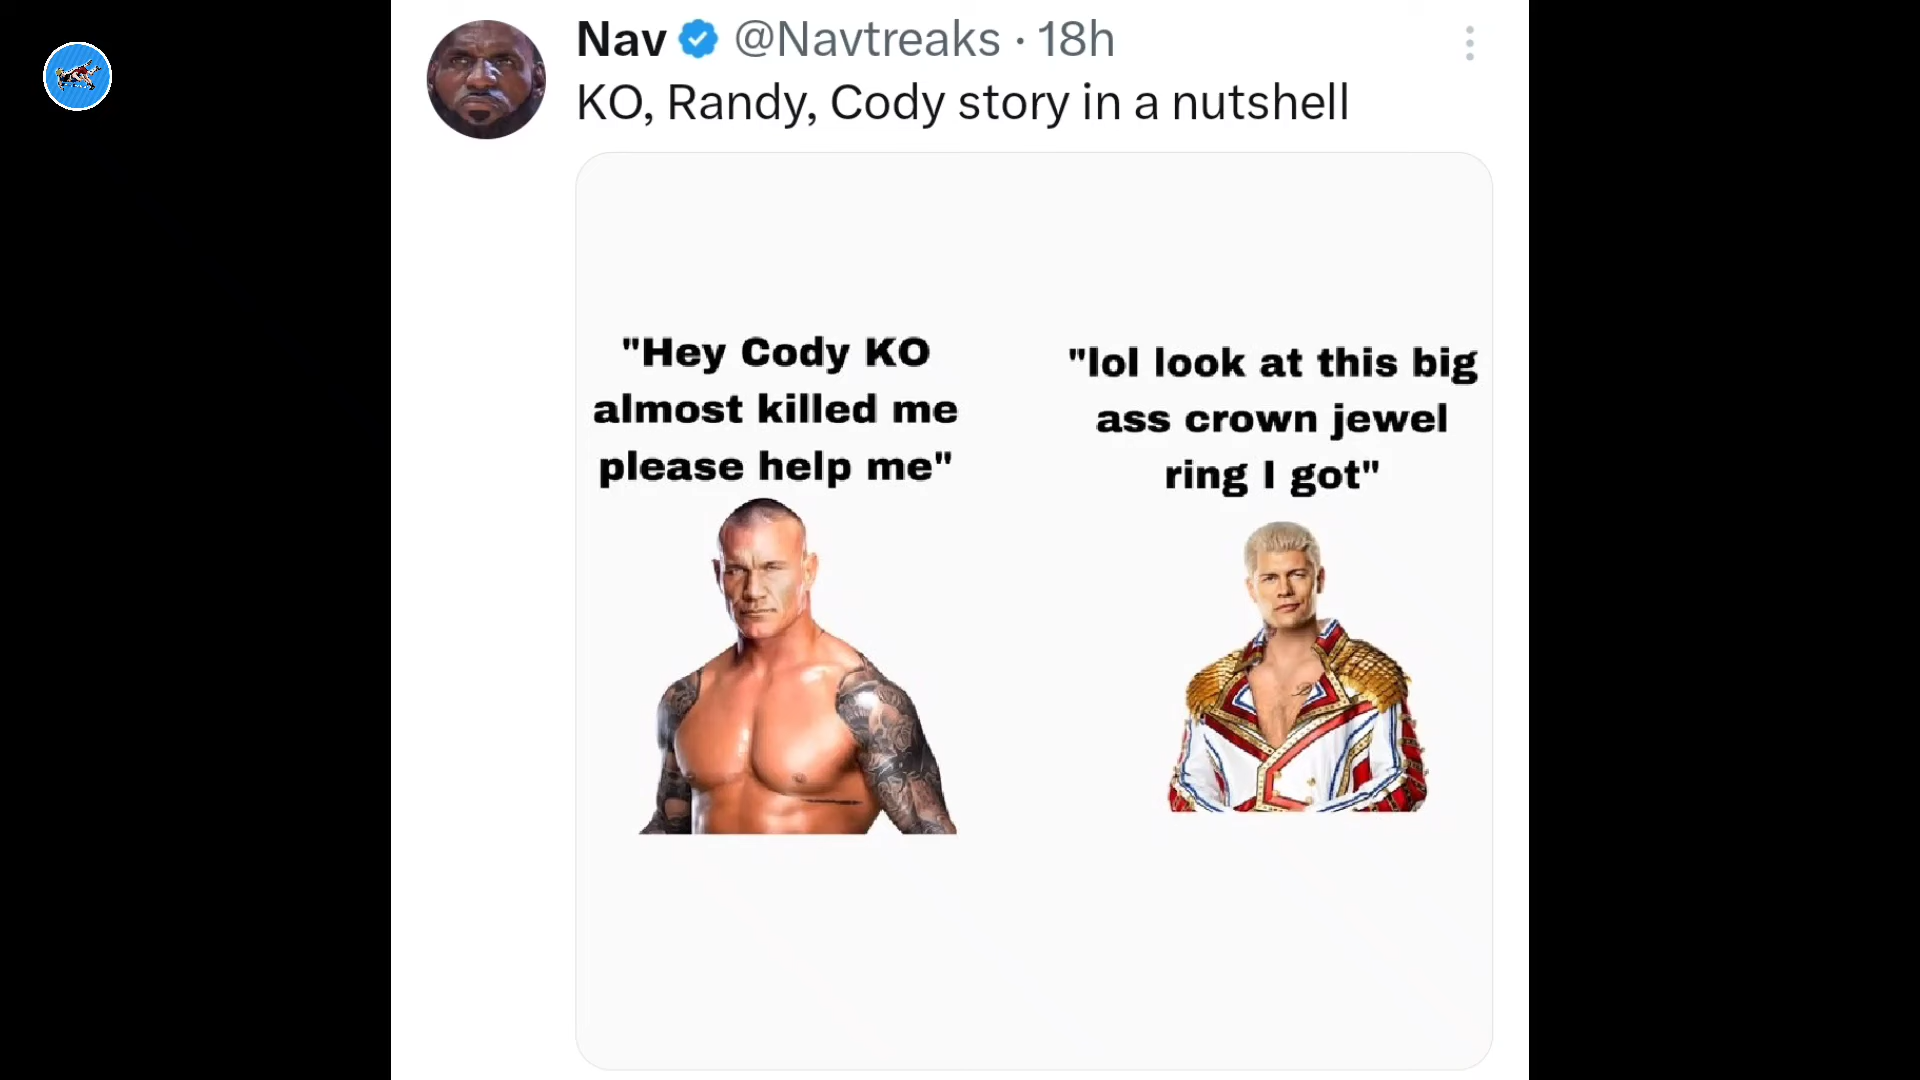 Nav @Navtreaks · 18h
KO, Randy, Cody story in a nutshell
"Hey Cody KO
almost killed me
please help me"
"lol look at this big
ass crown jewel
ring I got"